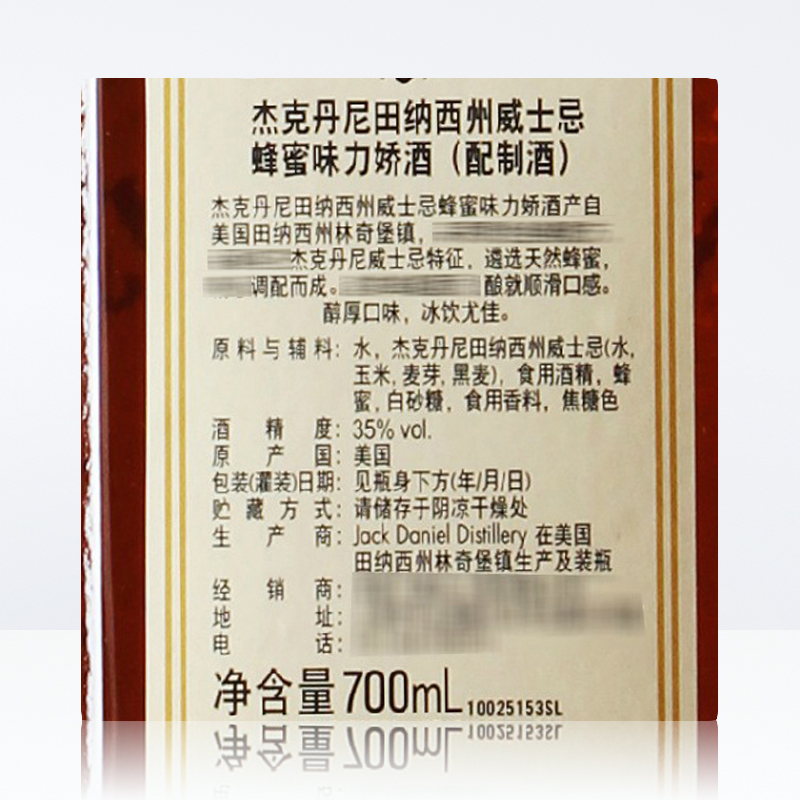 杰克丹尼田纳西州威士忌
蜂蜜味力娇酒（配制酒）
杰克丹尼田纳西州威士忌蜂蜜味力娇酒产自
美国田纳西州林奇堡镇，
杰克丹尼威士忌特征，遴选天然蜂蜜，
调配而成。 酿就顺滑口感。
醇厚口味，冰饮尤佳。
原料与辅料：水，杰克丹尼田纳西州威士忌(水,
玉米,麦芽,黑麦)，食用酒精，蜂
蜜,白砂糖，食用香料，焦糖色
酒精度：35% vol.
原产国：美国
包装(灌装)日期：见瓶身下方(年/月/日)
贮藏方式：请储存于阴凉干燥处
生产商：Jack Daniel Distillery 在美国
田纳西州林奇堡镇生产及装瓶
经销商：
地址：
电话：
净含量700mL 10025153SL